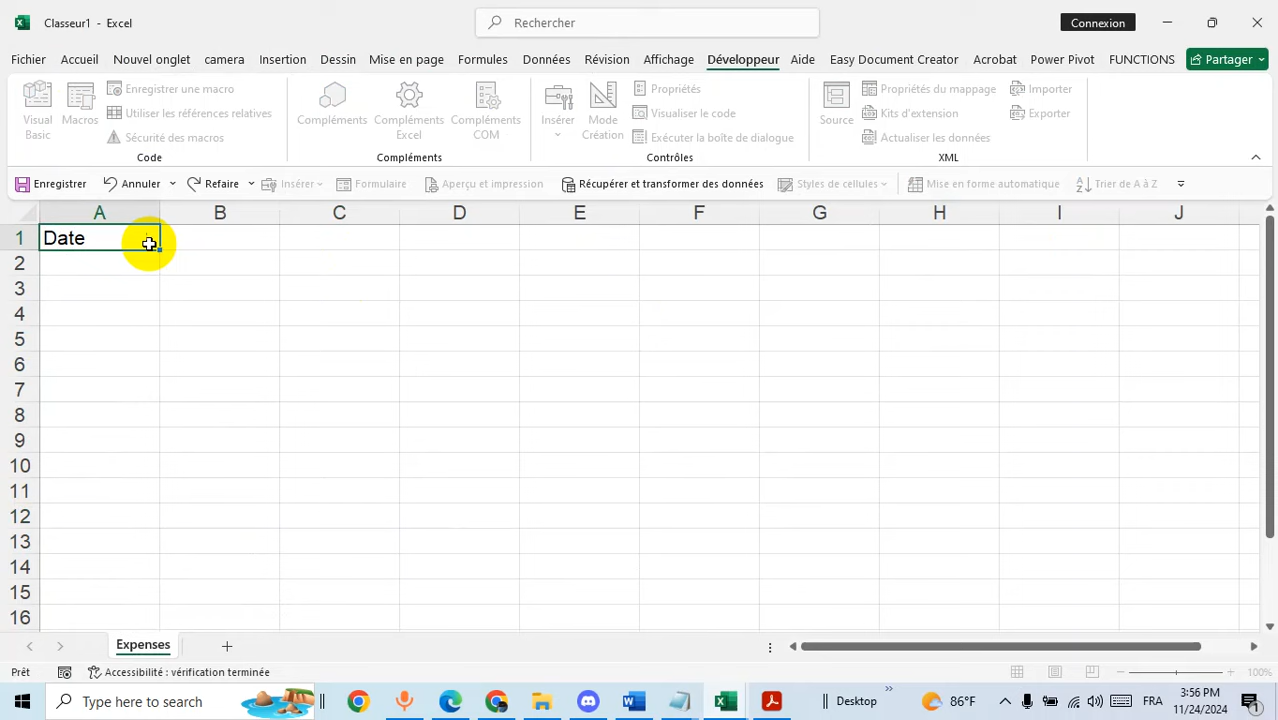 Classeur1 - Excel
Rechercher
Connexion
Fichier Accueil Nouvel onglet camera Insertion Dessin Mise en page Formules Données Révision Affichage Développeur Aide Easy Document Creator Acrobat Power Pivot FUNCTIONS Partager
Visual Basic
Macros
Enregistrer une macro
Utiliser les références relatives
Sécurité des macros
Code
Compléments
Compléments Excel
Compléments COM
Compléments
Insérer
Mode Création
Propriétés
Visualiser le code
Exécuter la boîte de dialogue
Contrôles
Source
Propriétés du mappage
Kits d'extension
Actualiser les données
Importer
Exporter
XML
Enregistrer Annuler Refaire Insérer Formulaire Aperçu et impression Récupérer et transformer des données Styles de cellules Mise en forme automatique Trier de A à Z
A B C D E F G H I J
1 Date
2
3
4
5
6
7
8
9
10
11
12
13
14
15
16
Expenses
Prêt Accessibilité : vérification terminée 100%
Type here to search
Desktop
86°F
FRA
3:56 PM
11/24/2024
1